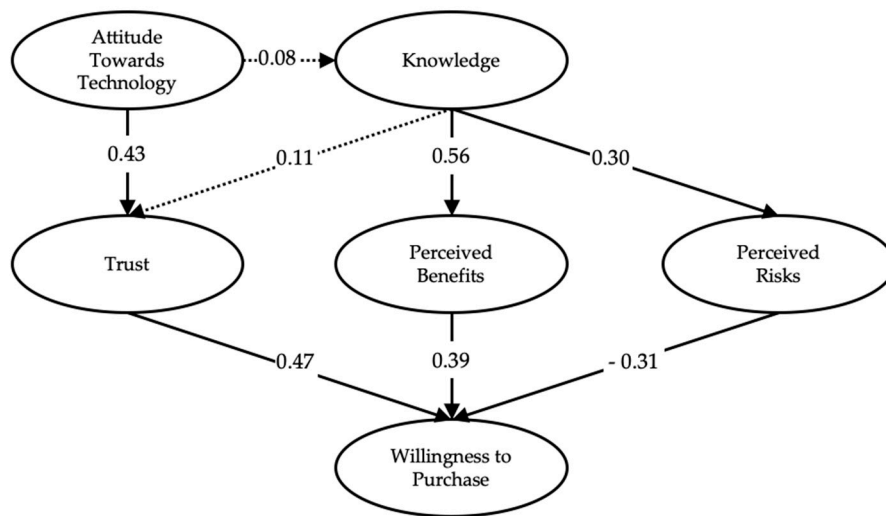 Attitude
Towards
Technology
0.08
Knowledge
0.43
0.11
0.56
0.30
Trust
Perceived
Benefits
Perceived
Risks
0.47
0.39
- 0.31
Willingness to
Purchase